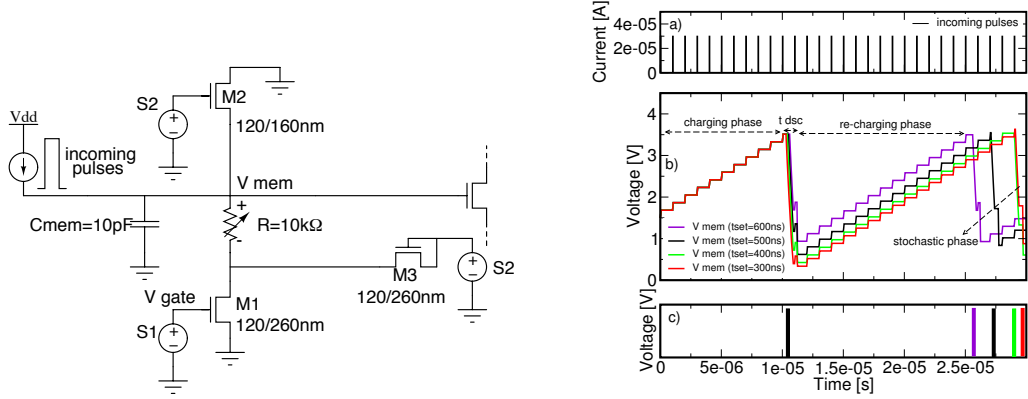 Vdd
incoming
pulses
Cmem=10pF
S2
+
−
M2
120/160nm
V mem
+
R=10kΩ
-
V gate
M1
S1
+
−
120/260nm
M3
120/260nm
+
−
S2
Current [A]
4e-05
2e-05
0
a)
incoming pulses
Voltage [V]
4
3
2
1
0
b)
charging phase
t dsc
re-charging phase
stochastic phase
V mem (tset=600ns)
V mem (tset=500ns)
V mem (tset=400ns)
V mem (tset=300ns)
Voltage [V]
c)
0
5e-06
1e-05
1.5e-05
2e-05
2.5e-05
Time [s]